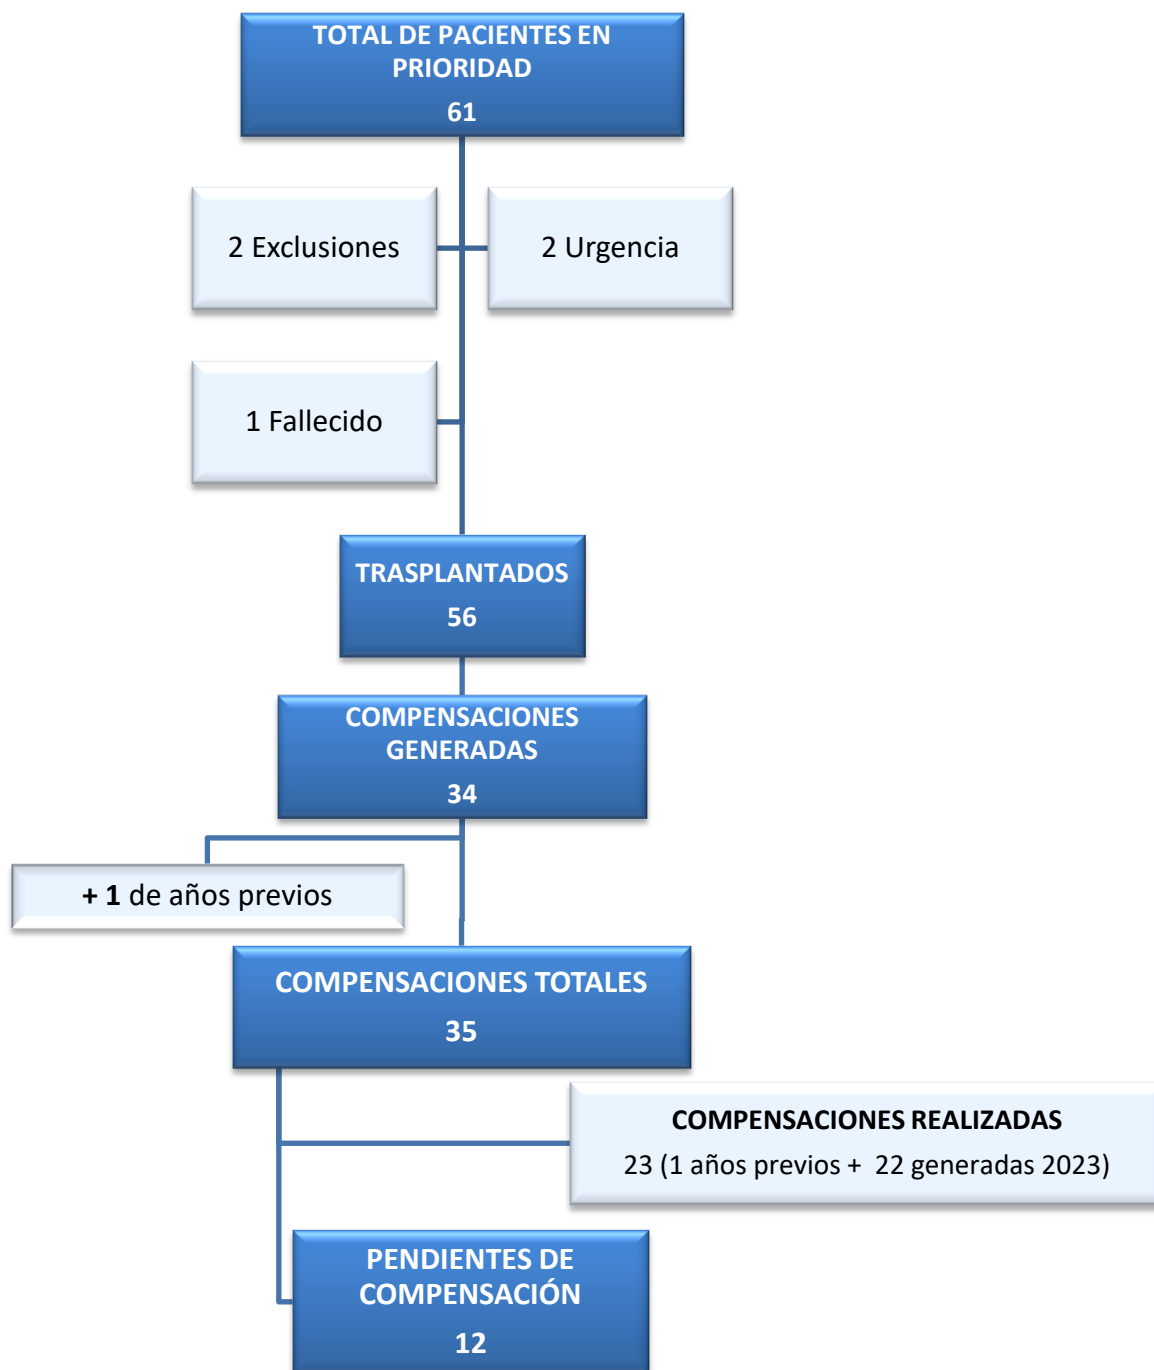 TOTAL DE PACIENTES EN
PRIORIDAD
61
2 Exclusiones
2 Urgencia
1 Fallecido
TRASPLANTADOS
56
COMPENSACIONES
GENERADAS
34
+ 1 de años previos
COMPENSACIONES TOTALES
35
COMPENSACIONES REALIZADAS
23 (1 años previos + 22 generadas 2023)
PENDIENTES DE
COMPENSACIÓN
12